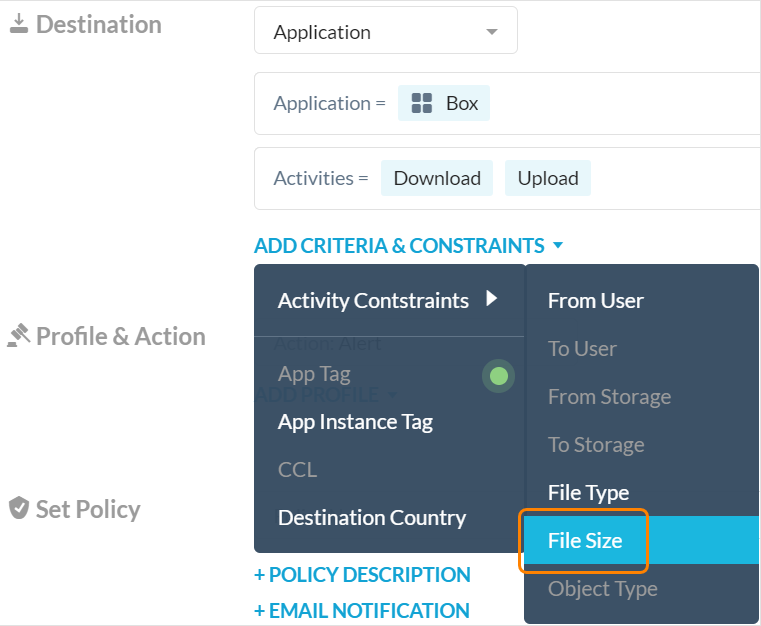 Destination
Application
Application = Box
Activities = Download Upload
ADD CRITERIA & CONSTRAINTS
Activity Contstraints
From User
To User
From Storage
To Storage
File Type
File Size
Object Type
Profile & Action
Action: Alert
App Tag
ADD PROFILE
App Instance Tag
CCL
Destination Country
Set Policy
+ POLICY DESCRIPTION
+ EMAIL NOTIFICATION